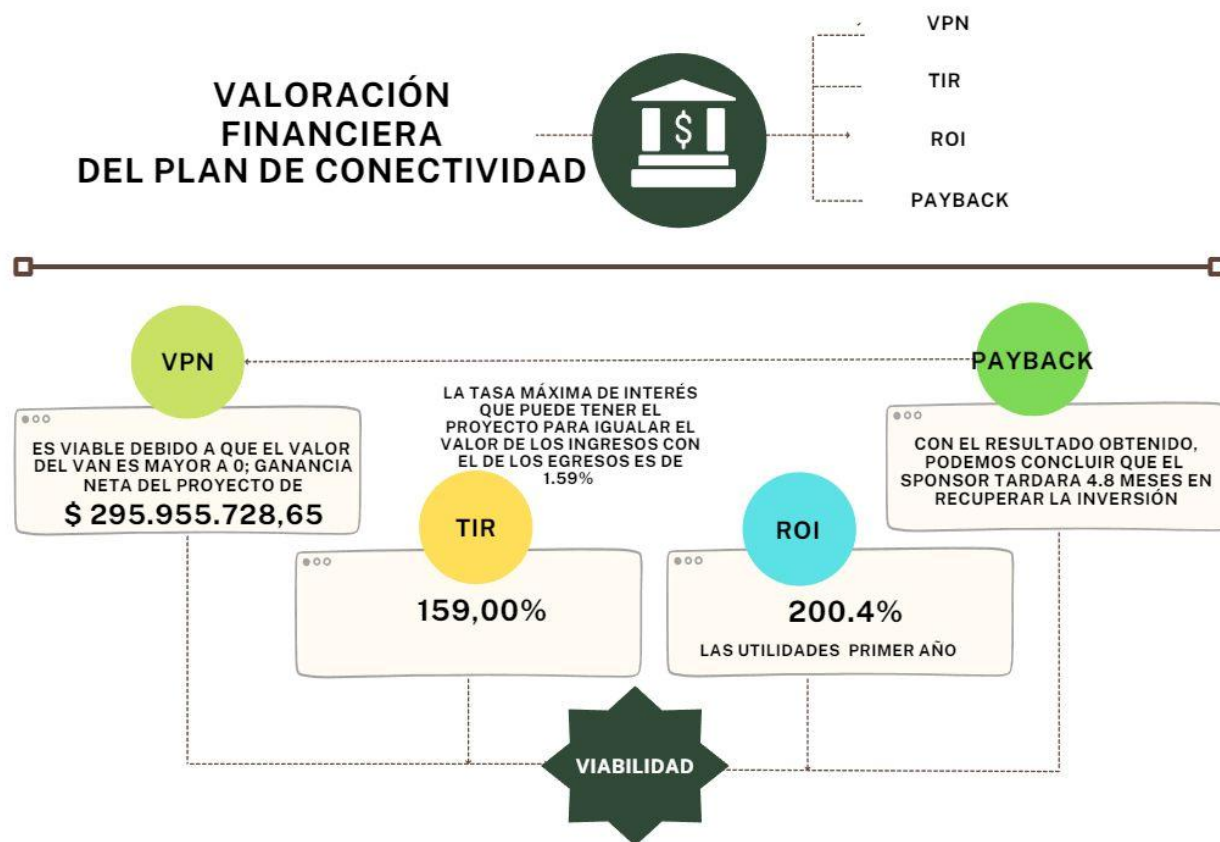 VALORACIÓN
FINANCIERA
DEL PLAN DE CONECTIVIDAD
$
VPN
TIR
ROI
PAYBACK
VPN
ES VIABLE DEBIDO A QUE EL VALOR
DEL VAN ES MAYOR A 0; GANANCIA
NETA DEL PROYECTO DE
$ 295.955.728,65
LA TASA MÁXIMA DE INTERÉS
QUE PUEDE TENER EL
PROYECTO PARA IGUALAR EL
VALOR DE LOS INGRESOS CON
EL DE LOS EGRESOS ES DE
1.59%
TIR
159,00%
ROI
200.4%
LAS UTILIDADES PRIMER AÑO
PAYBACK
CON EL RESULTADO OBTENIDO,
PODEMOS CONCLUIR QUE EL
SPONSOR TARDARA 4.8 MESES EN
RECUPERAR LA INVERSIÓN
VIABILIDAD